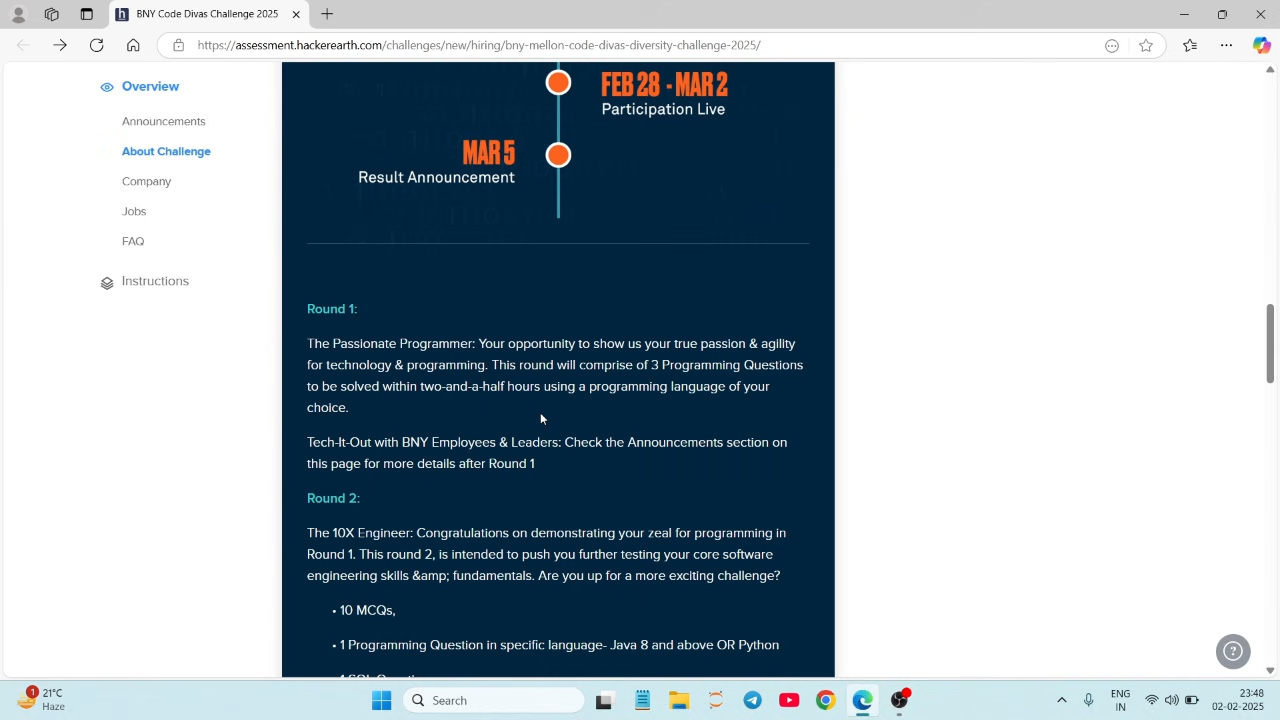 BNY Code Divas Challenge 2025
https://assessment.hackerearth.com/challenges/new/hiring/bny-mellon-code-divas-diversity-challenge-2025/
Overview
Announcements
About Challenge
Company
Jobs
FAQ
Instructions
FEB 28 - MAR 2
Participation Live
MAR 5
Result Announcement
Round 1:
The Passionate Programmer: Your opportunity to show us your true passion & agility
for technology & programming. This round will comprise of 3 Programming Questions
to be solved within two-and-a-half hours using a programming language of your
choice.
Tech-It-Out with BNY Employees & Leaders: Check the Announcements section on
this page for more details after Round 1
Round 2:
The 10X Engineer: Congratulations on demonstrating your zeal for programming in
Round 1. This round 2, is intended to push you further testing your core software
engineering skills &amp; fundamentals. Are you up for a more exciting challenge?
• 10 MCQs,
• 1 Programming Question in specific language- Java 8 and above OR Python
1
21°C
Haze
Search
ENG
IN
23:48
02-02-2025